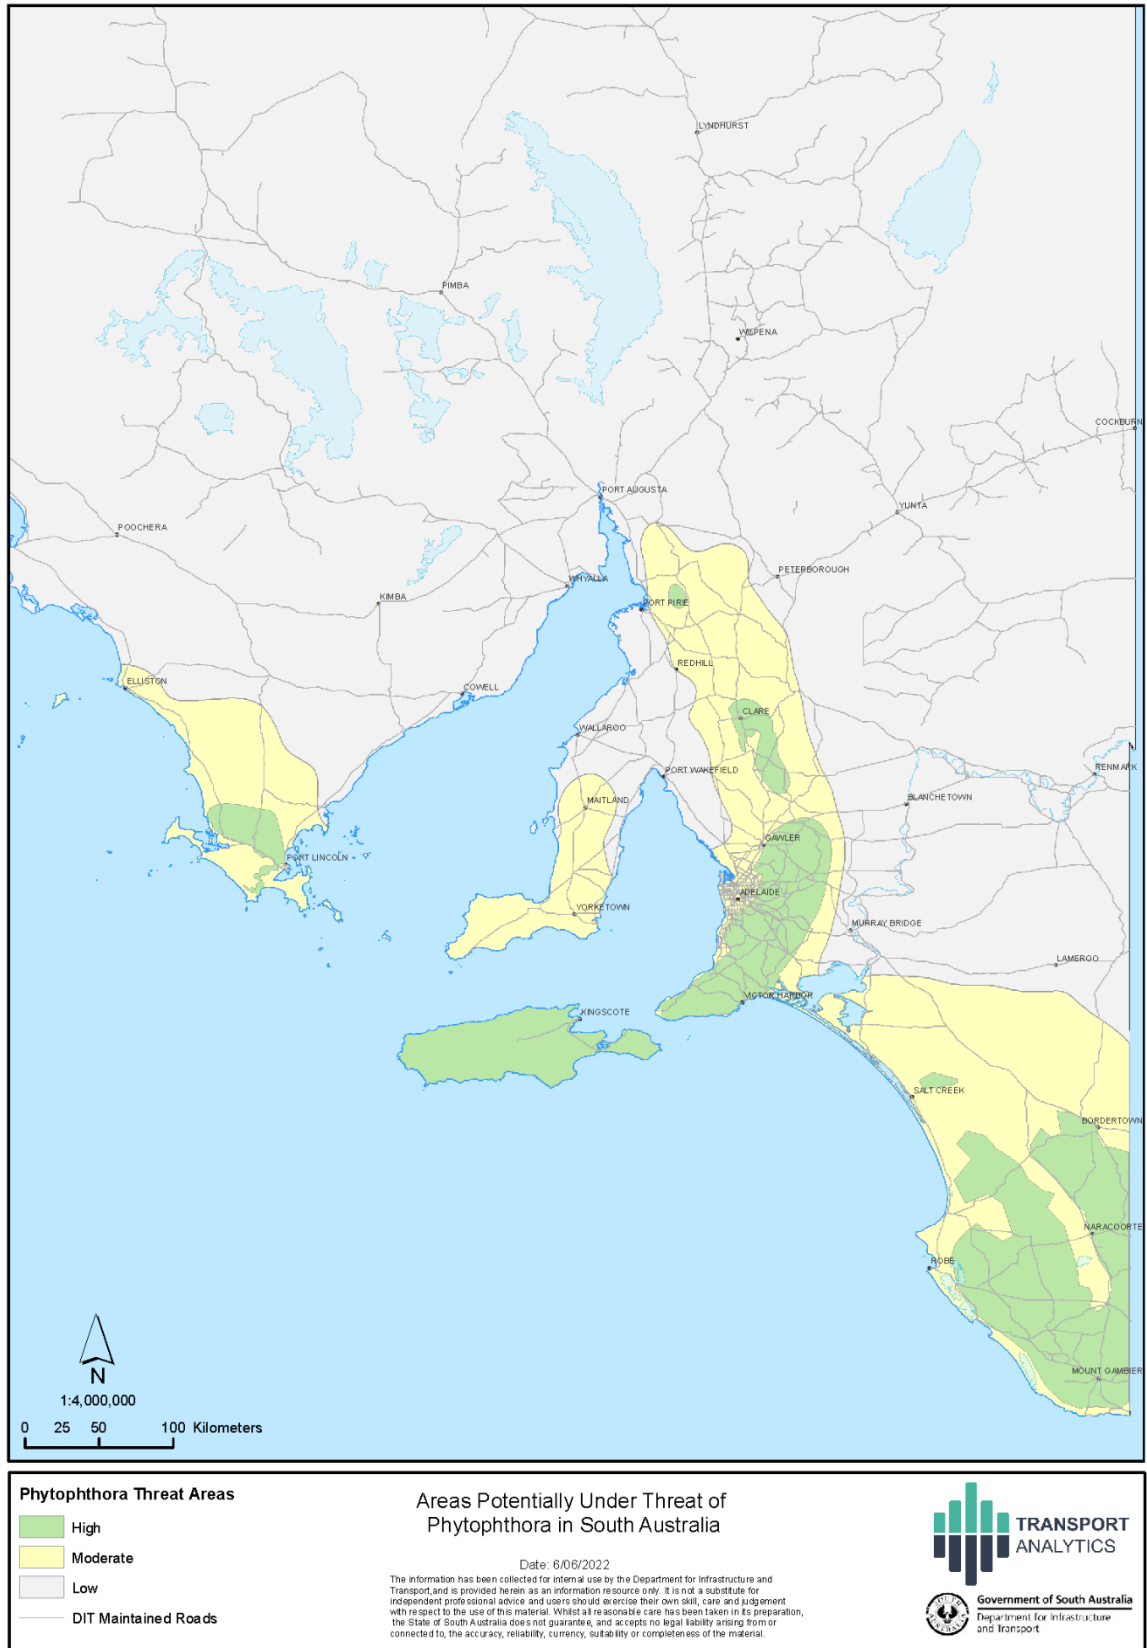 LYNDHURST
PIMBA
WILPENA
COCKBURN
PORT AUGUSTA
YUNTA
POOCHERA
PETERBOROUGH
WHYALLA
KIMBA
PORT PIRIE
REDHILL
ELLISTON
COWELL
CLARE
WALLAROO
PORT WAKEFIELD
RENMARK
MAITLAND
BLANCHETOWN
GAWLER
PORT LINCOLN
ADELAIDE
YORKETOWN
MURRAY BRIDGE
LAMEROO
VICTOR HARBOR
KINGSCOTE
SALT CREEK
BORDERTOWN
NARACOORTE
ROBE
MOUNT GAMBIER
N
1:4,000,000
0 25 50 100 Kilometers
Phytophthora Threat Areas
High
Moderate
Low
DIT Maintained Roads
Areas Potentially Under Threat of
Phytophthora in South Australia
Date: 6/06/2022
The information has been collected for internal use by the Department for Infrastructure and
Transport,and is provided herein as an information resource only. It is not a substitute for
independent professional advice and users should exercise their own skill, care and judgement
with respect to the use of this material. Whilst all reasonable care has been taken in its preparation,
the State of South Australia does not guarantee, and accepts no legal liability arising from or
connected to, the accuracy, reliability, currency, suitability or completeness of the material.
TRANSPORT
ANALYTICS
Government of South Australia
Department for Infrastructure
and Transport